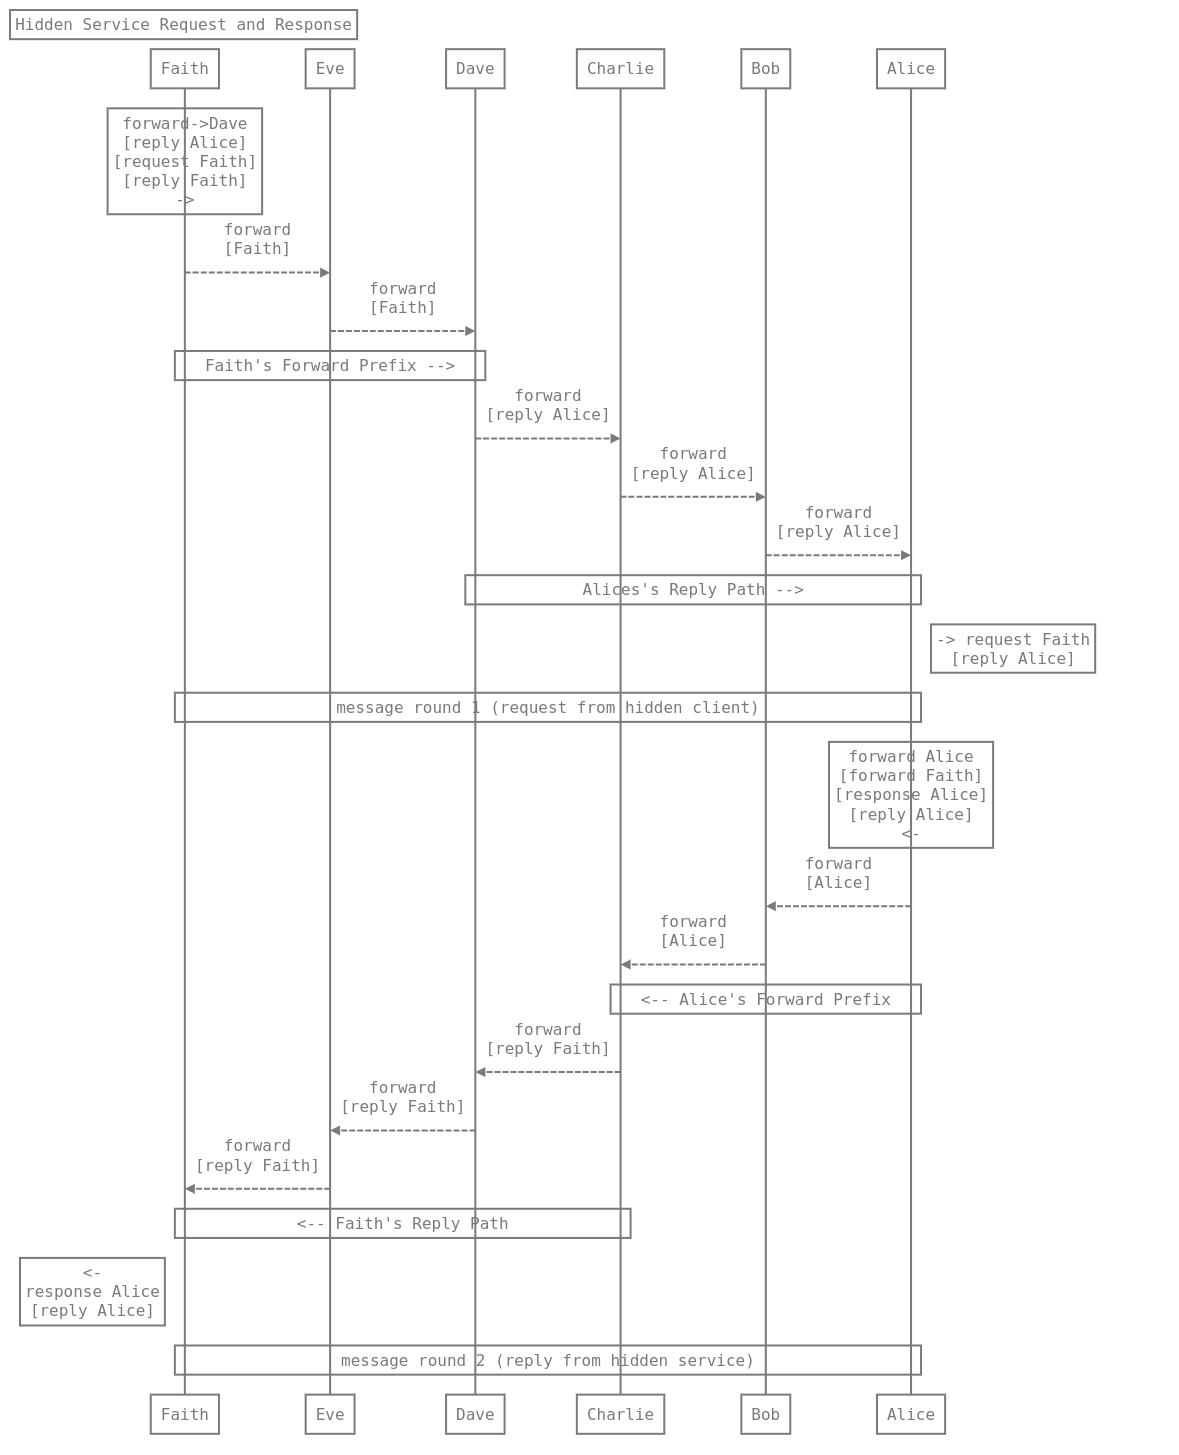 Hidden Service Request and Response
Faith Eve Dave Charlie Bob Alice
forward->Dave
[reply Alice]
[request Faith]
[reply Faith]
->
forward
[Faith]
forward
[Faith]
Faith's Forward Prefix -->
forward
[reply Alice]
forward
[reply Alice]
forward
[reply Alice]
Alices's Reply Path -->
-> request Faith
[reply Alice]
message round 1 (request from hidden client)
forward Alice
[forward Faith]
[response Alice]
[reply Alice]
<-
forward
[Alice]
forward
[Alice]
<-- Alice's Forward Prefix
forward
[reply Faith]
forward
[reply Faith]
forward
[reply Faith]
<-- Faith's Reply Path
<-
response Alice
[reply Alice]
message round 2 (reply from hidden service)
Faith Eve Dave Charlie Bob Alice